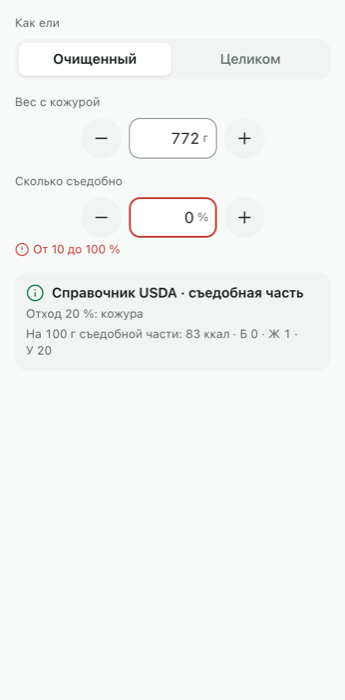 Как ели
Очищенный Целиком
Вес с кожурой
− 772 г +
Сколько съедобно
− 0 % +
От 10 до 100 %
Справочник USDA · съедобная часть
Отход 20 %: кожура
На 100 г съедобной части: 83 ккал · Б 0 · Ж 1 ·
У 20